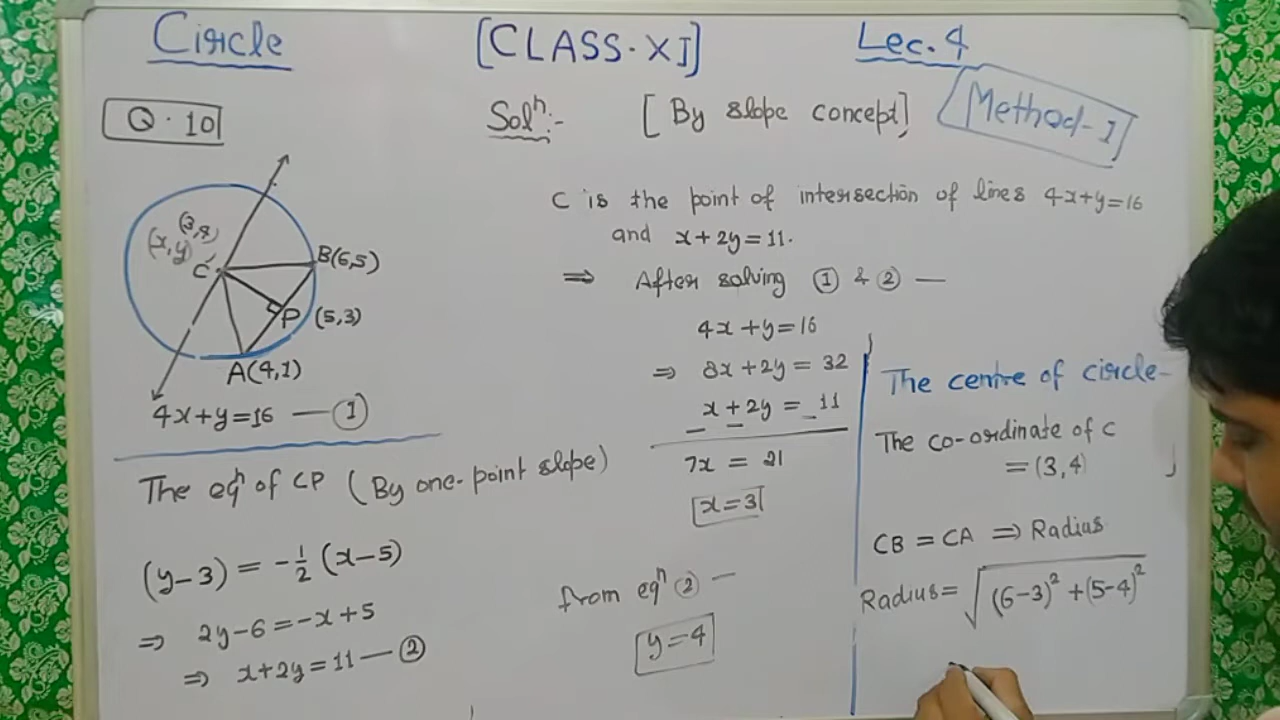 Circle [CLASS·XI] Lec. 4
Q·10 Solⁿ:- [By slope concept] Method-I
C is the point of intersection of lines 4x+y=16
and x+2y=11.
⇒ After solving ① & ② —
4x+y=16
⇒ 8x+2y=32
x+2y=11
− − −
7x = 21
x=3
from eqⁿ ② —
y=4
(3,4)
(x,y)
C
B(6,5)
P (5,3)
A(4,1)
4x+y=16 — ①
The eqⁿ of CP (By one-point slope)
(y-3) = -1/2 (x-5)
⇒ 2y-6=-x+5
⇒ x+2y=11 — ②
The centre of circle-
The co-ordinate of C
= (3,4)
CB = CA ⇒ Radius
Radius= √(6-3)² + (5-4)²